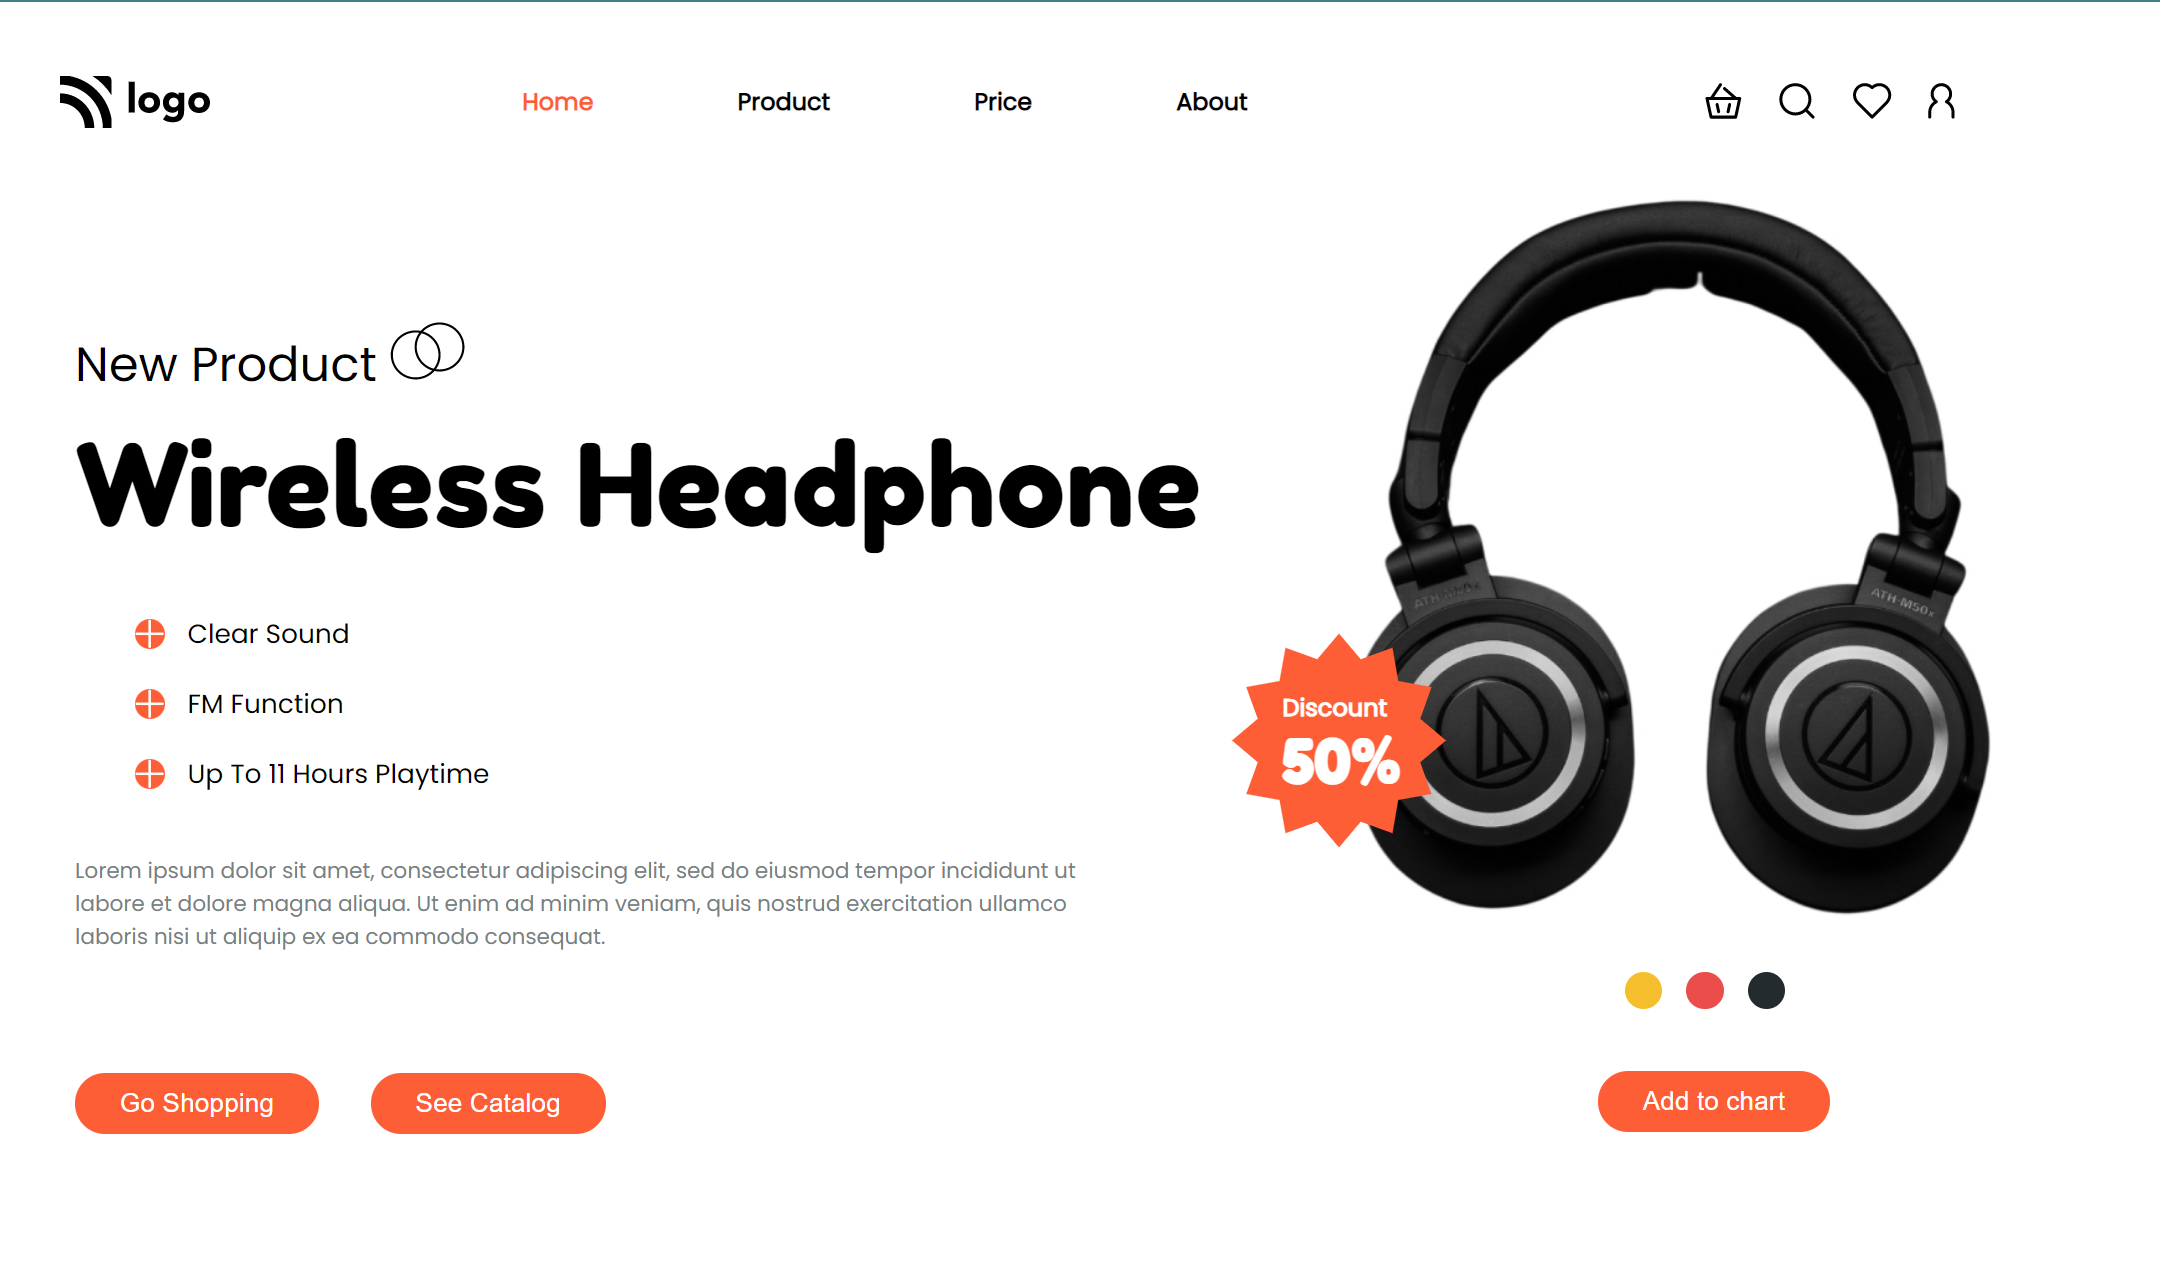 logo
Home
Product
Price
About
New Product
Wireless Headphone
Clear Sound
FM Function
Up To 11 Hours Playtime
Lorem ipsum dolor sit amet, consectetur adipiscing elit, sed do eiusmod tempor incididunt ut
labore et dolore magna aliqua. Ut enim ad minim veniam, quis nostrud exercitation ullamco
laboris nisi ut aliquip ex ea commodo consequat.
Go Shopping
See Catalog
ATH-M50x
ATH-M50x
Discount
50%
Add to chart